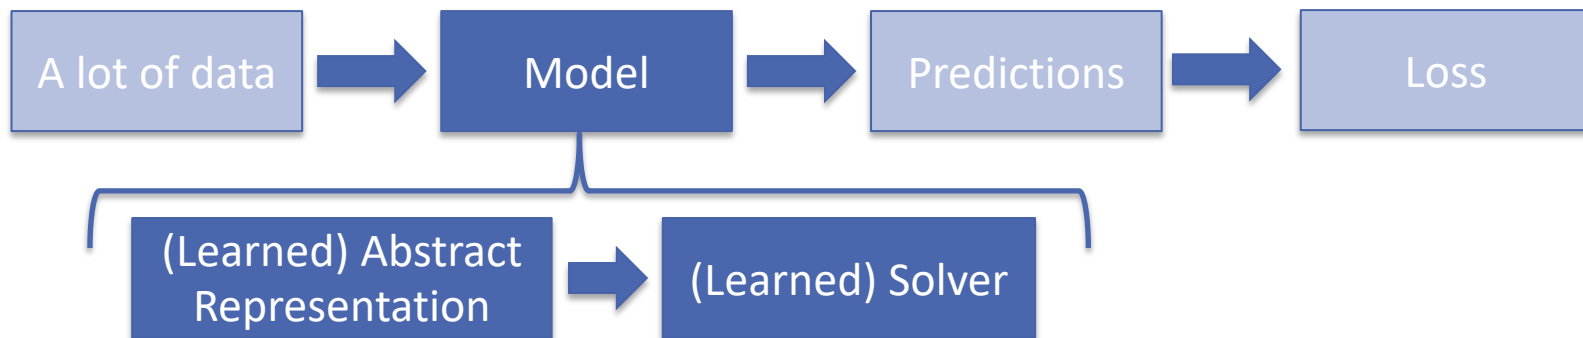 A lot of data
Model
Predictions
Loss
(Learned) Abstract
Representation
(Learned) Solver